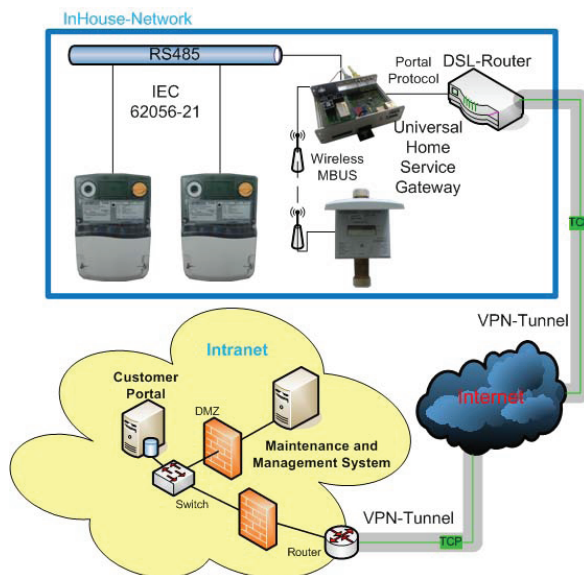 InHouse-Network
RS485
IEC
62056-21
Portal
Protocol
DSL-Router
Wireless
MBUS
Universal
Home
Service
Gateway
TC
VPN-Tunnel
Internet
Intranet
Customer
Portal
DMZ
Maintenance and
Management System
Switch
Router
VPN-Tunnel
TCP